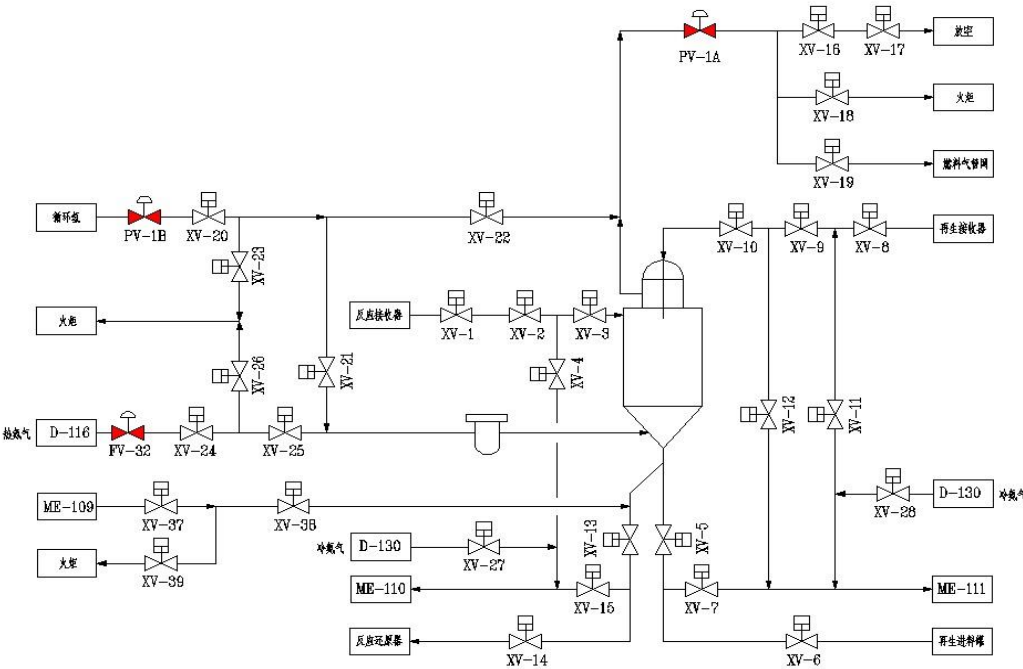 PV-1A
XV-16
XV-17
放空
XV-18
火炬
XV-19
燃料气管网
循环氢
PV-1B
XV-20
XV-22
XV-10
XV-9
XV-8
再生接收器
XV-23
火炬
反应接收器
XV-1
XV-2
XV-3
XV-26
XV-21
XV-4
XV-12
XV-11
热氮气
D-116
FV-32
XV-24
XV-25
ME-109
XV-37
XV-38
D-130
冷氮气
XV-28
冷氮气
D-130
XV-27
XV-13
XV-5
火炬
XV-39
ME-110
XV-15
XV-7
ME-111
反应还原器
XV-14
XV-6
再生进料罐